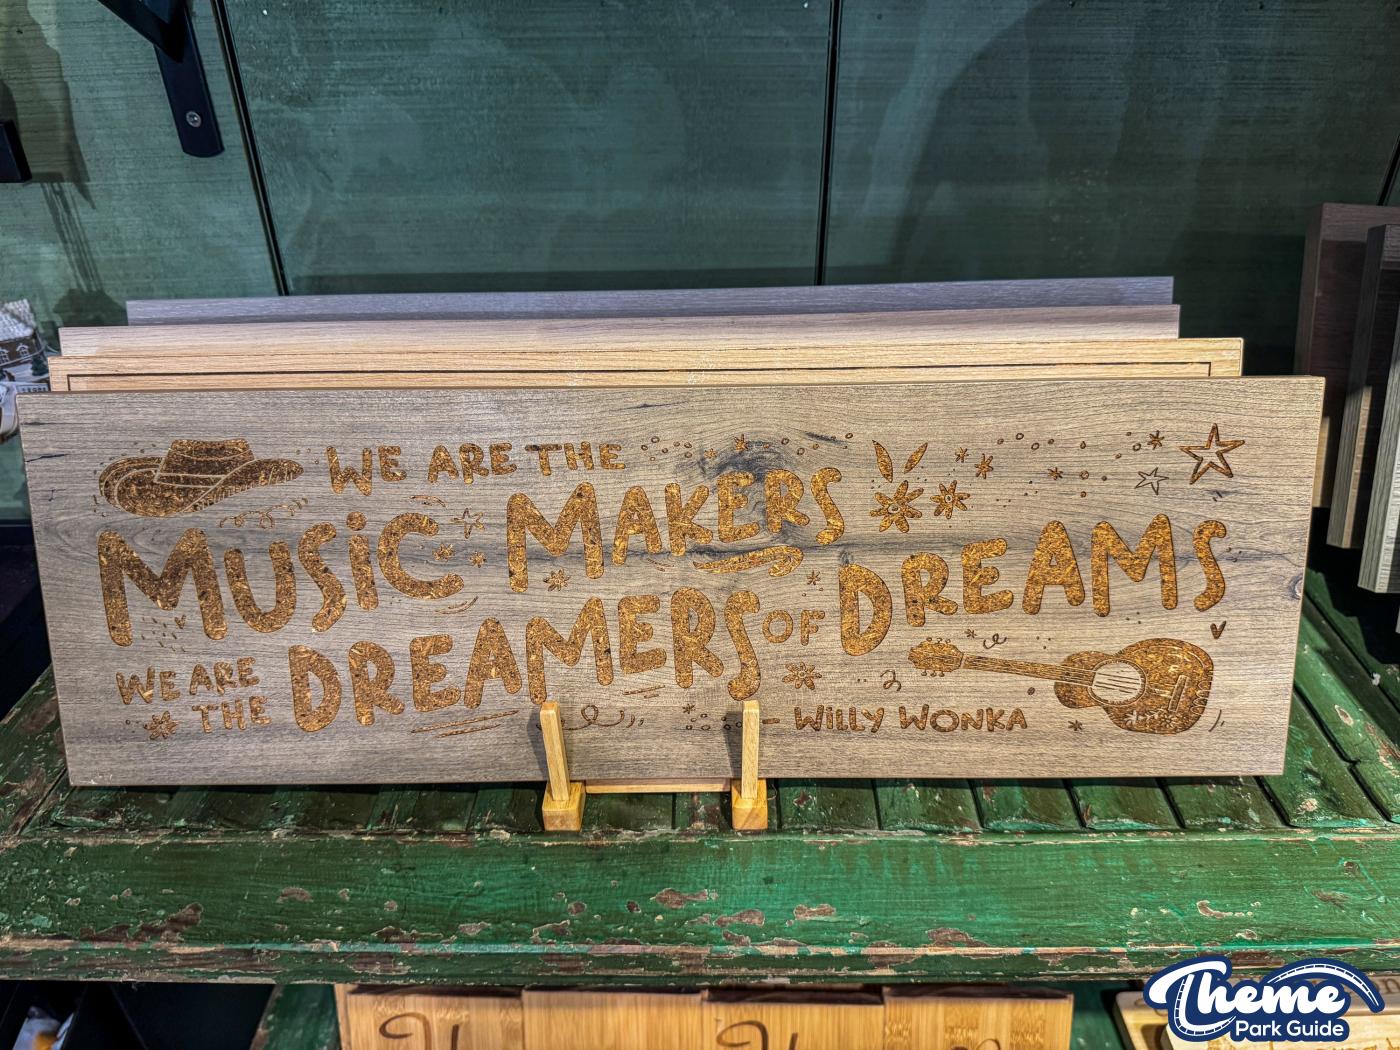 WE ARE THE
MUSIC MAKERS
WE ARE
THE
DREAMERS OF DREAMS
- WILLY WONKA
Theme
Park Guide